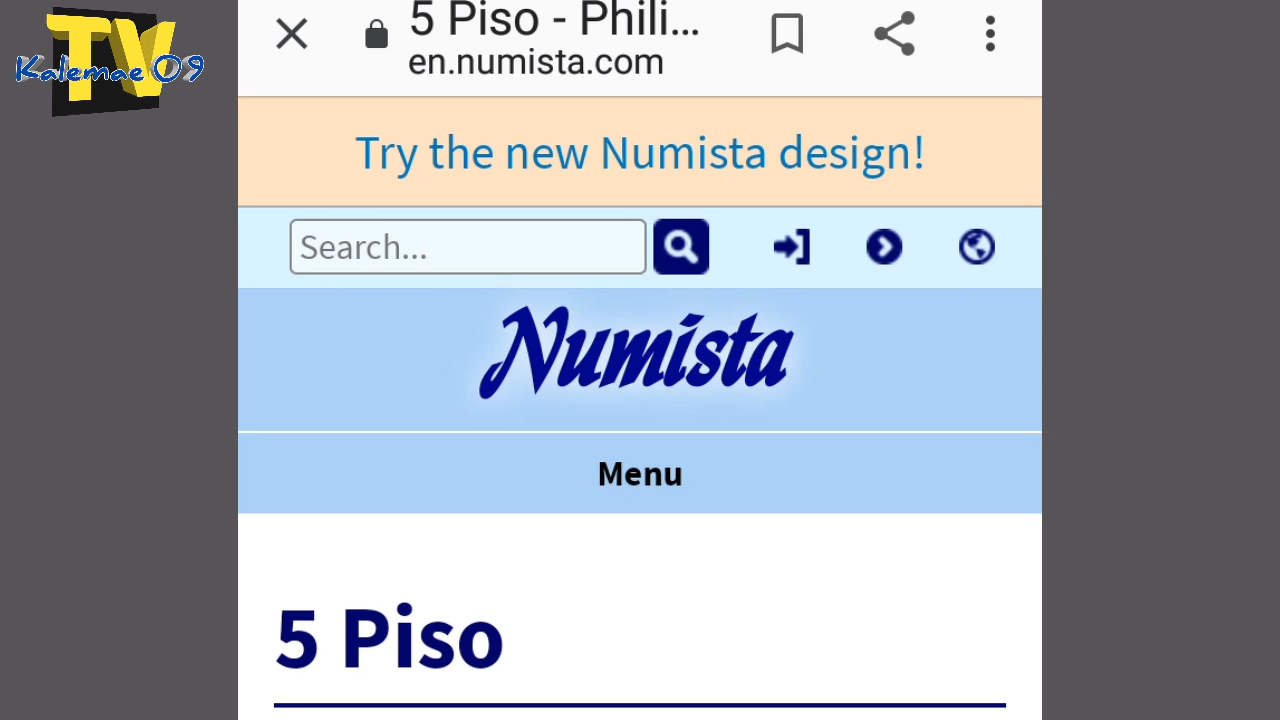 TV
Kalemae 09
5 Piso - Phili...
en.numista.com
Try the new Numista design!
Search...
Numista
Menu
5 Piso